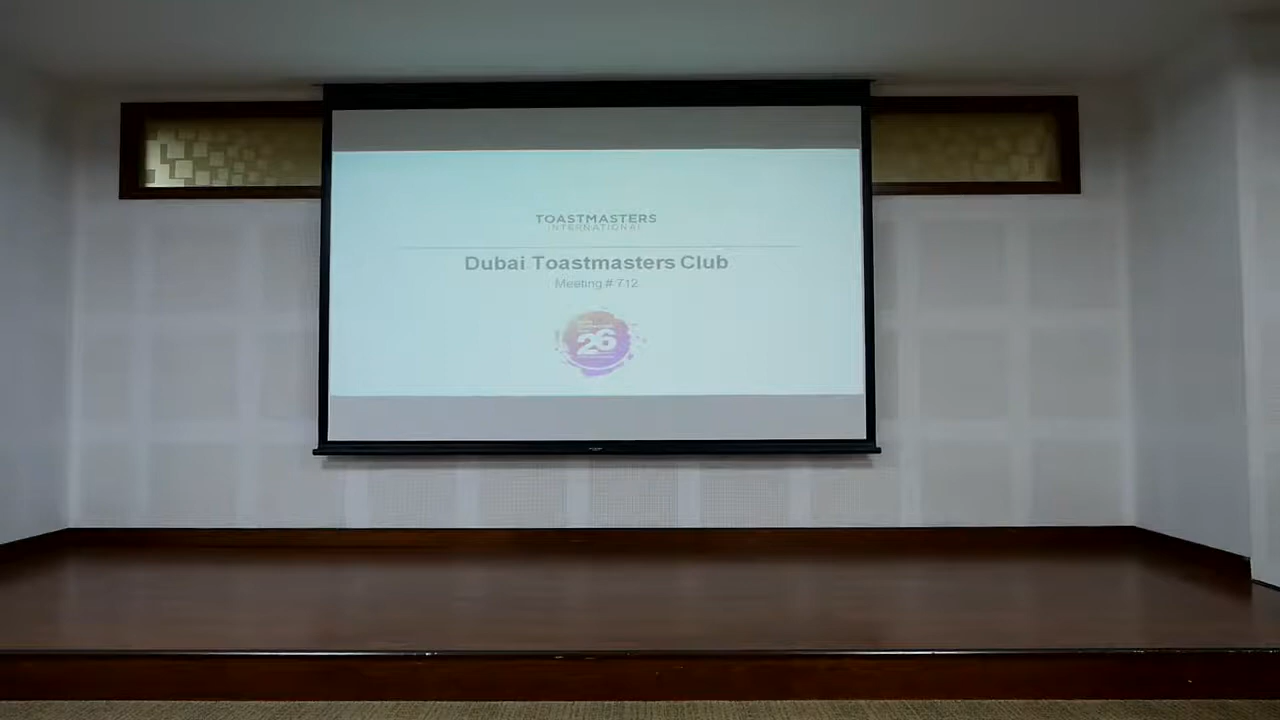 TOASTMASTERS
INTERNATIONAL
Dubai Toastmasters Club
Meeting # 712
26